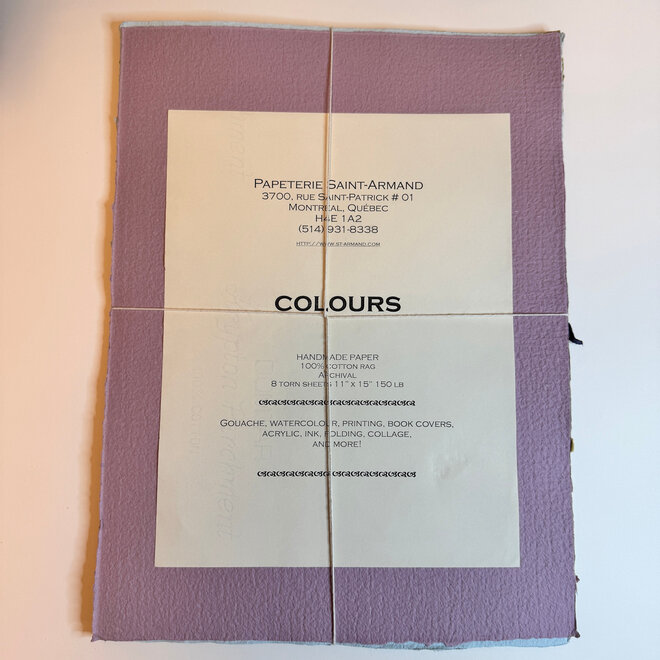 PAPETERIE SAINT-ARMAND
3700, RUE SAINT-PATRICK # 01
MONTRÉAL, QUÉBEC
H4E 1A2
(514) 931-8338
HTTP://WWW.ST-ARMAND.COM
COLOURS
HANDMADE PAPER
100% COTTON RAG
ARCHIVAL
8 TORN SHEETS 11" X 15" 150 LB
GOUACHE, WATERCOLOUR, PRINTING, BOOK COVERS,
ACRYLIC, INK, FOLDING, COLLAGE,
AND MORE!